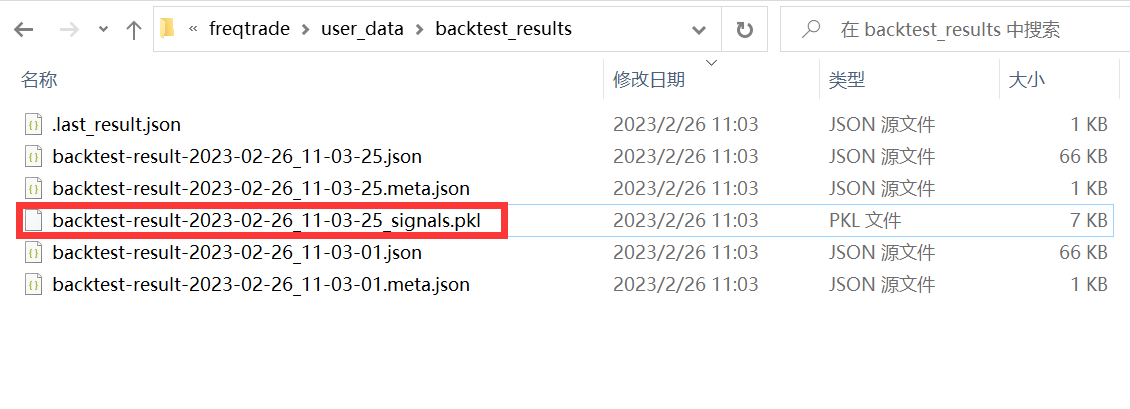 « freqtrade > user_data > backtest_results 在 backtest_results 中搜索
名称 修改日期 类型 大小
.last_result.json 2023/2/26 11:03 JSON 源文件 1 KB
backtest-result-2023-02-26_11-03-25.json 2023/2/26 11:03 JSON 源文件 66 KB
backtest-result-2023-02-26_11-03-25.meta.json 2023/2/26 11:03 JSON 源文件 1 KB
backtest-result-2023-02-26_11-03-25_signals.pkl 2023/2/26 11:03 PKL 文件 7 KB
backtest-result-2023-02-26_11-03-01.json 2023/2/26 11:03 JSON 源文件 66 KB
backtest-result-2023-02-26_11-03-01.meta.json 2023/2/26 11:03 JSON 源文件 1 KB